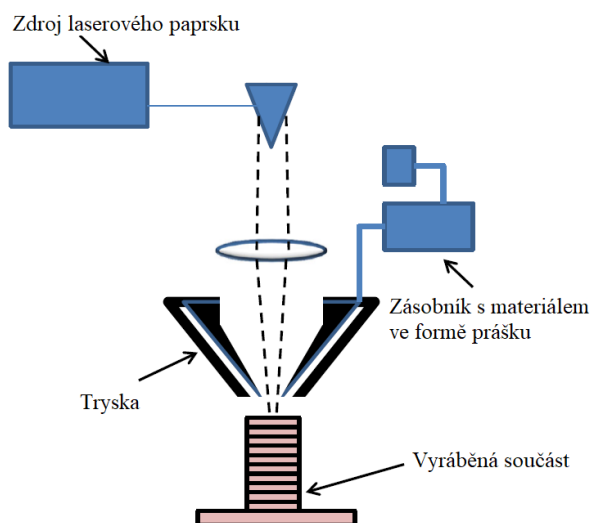 Zdroj laserového paprsku
Zásobník s materiálem
ve formě prášku
Tryska
Vyráběná součást